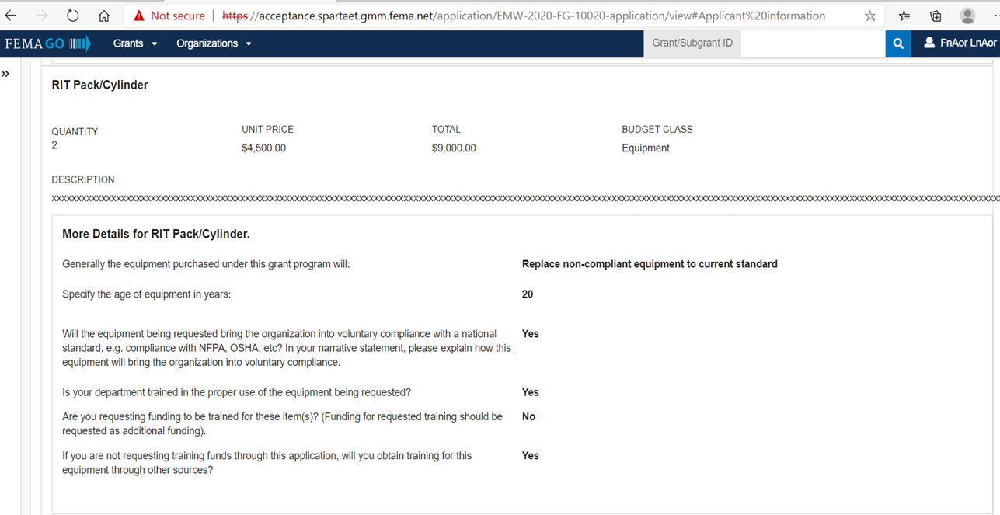 Not secure | https://acceptance.spartaet.gmm.fema.net/application/EMW-2020-FG-10020-application/view#Applicant%20information
FEMA GO Grants Organizations Grant/Subgrant ID FnAor LnAor
»
RIT Pack/Cylinder
QUANTITY UNIT PRICE TOTAL BUDGET CLASS
2 $4,500.00 $9,000.00 Equipment
DESCRIPTION
xxxxxxxxxxxxxxxxxxxxxxxxxxxxxxxxxxxxxxxxxxxxxxxxxxxxxxxxxxxxxxxxxxxxxxxxxxxxxxxxxxxxxxxxxxxxxxxxxxxxxxxxxxxxxxxxxxxxxxxxxxxxxxxxxxxxxxxxxxxxxxxxxxxxxxxxxxxxxxxxxxxxxxxxxxxxxxxxxxxxxxxxxxxxxxxx
More Details for RIT Pack/Cylinder.
Generally the equipment purchased under this grant program will: Replace non-compliant equipment to current standard
Specify the age of equipment in years: 20
Will the equipment being requested bring the organization into voluntary compliance with a national Yes
standard, e.g. compliance with NFPA, OSHA, etc? In your narrative statement, please explain how this
equipment will bring the organization into voluntary compliance.
Is your department trained in the proper use of the equipment being requested? Yes
Are you requesting funding to be trained for these item(s)? (Funding for requested training should be No
requested as additional funding).
If you are not requesting training funds through this application, will you obtain training for this Yes
equipment through other sources?